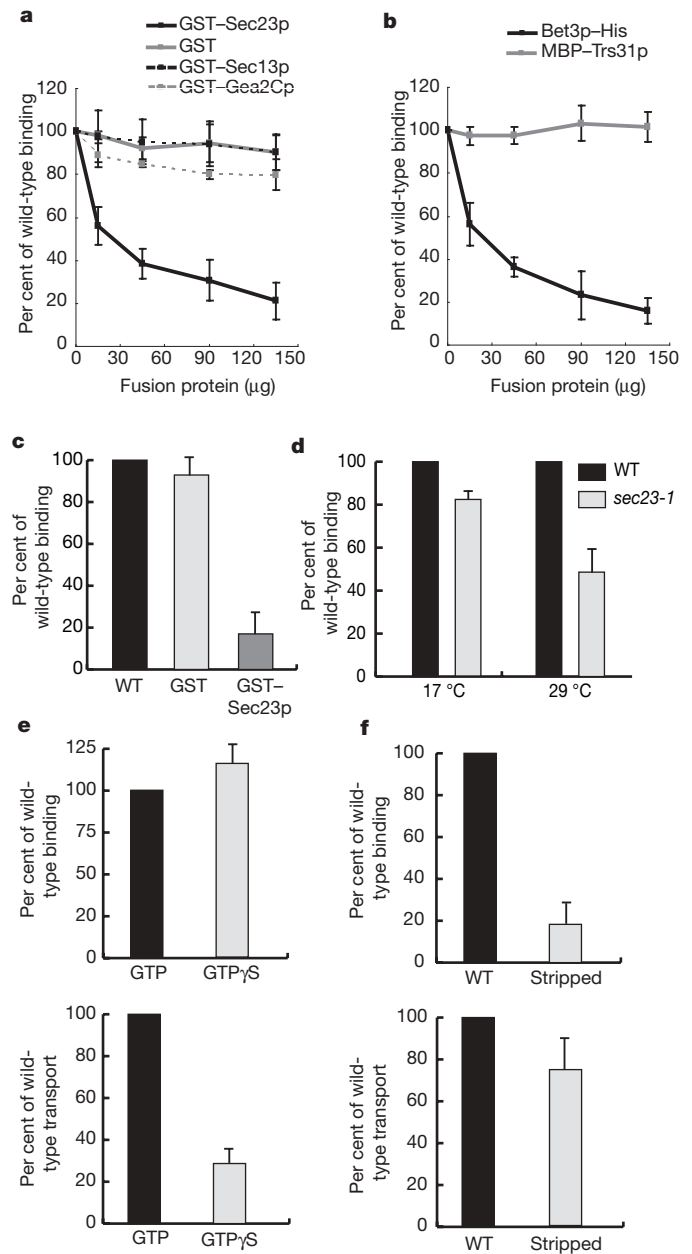 a
GST–Sec23p
GST
GST–Sec13p
GST–Gea2Cp
Per cent of wild-type binding
120
100
80
60
40
20
0
0 30 60 90 120 150
Fusion protein (μg)
b
Bet3p–His
MBP–Trs31p
Per cent of wild-type binding
120
100
80
60
40
20
0
0 30 60 90 120 150
Fusion protein (μg)
c
Per cent of
wild-type binding
100
80
60
40
20
0
WT GST GST–
Sec23p
d
Per cent of
wild-type binding
100
80
60
40
20
0
17 °C 29 °C
WT
sec23-1
e
Per cent of wild-
type binding
125
100
75
50
20
0
GTP GTPγS
Per cent of wild-
type transport
100
80
60
40
20
0
GTP GTPγS
f
Per cent of wild-
type binding
100
80
60
40
20
0
WT Stripped
Per cent of wild-
type transport
100
80
60
40
20
0
WT Stripped